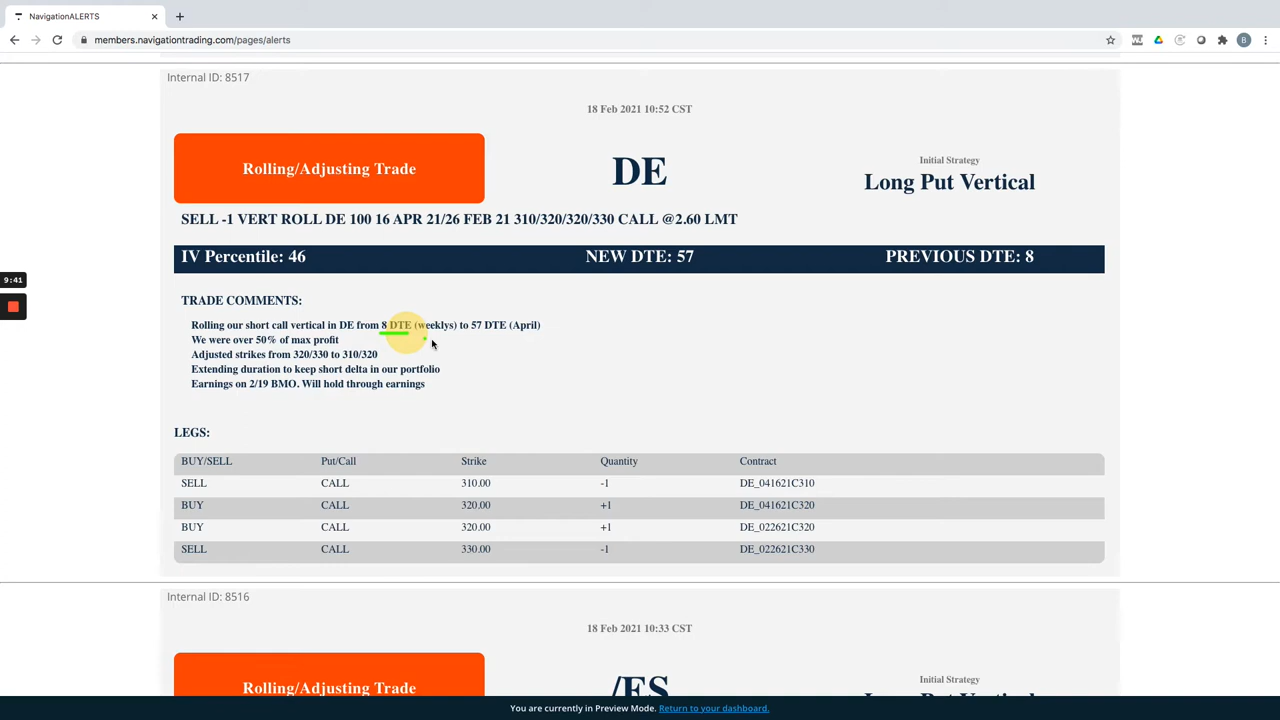 NavigationALERTS
members.navigationtrading.com/pages/alerts
B
Internal ID: 8517
18 Feb 2021 10:52 CST
Rolling/Adjusting Trade
DE
Initial Strategy
Long Put Vertical
SELL -1 VERT ROLL DE 100 16 APR 21/26 FEB 21 310/320/320/330 CALL @2.60 LMT
IV Percentile: 46 NEW DTE: 57 PREVIOUS DTE: 8
9:41
TRADE COMMENTS:
Rolling our short call vertical in DE from 8 DTE (weeklys) to 57 DTE (April)
We were over 50% of max profit
Adjusted strikes from 320/330 to 310/320
Extending duration to keep short delta in our portfolio
Earnings on 2/19 BMO. Will hold through earnings
LEGS:
BUY/SELL Put/Call Strike Quantity Contract
SELL CALL 310.00 -1 DE_041621C310
BUY CALL 320.00 +1 DE_041621C320
BUY CALL 320.00 +1 DE_022621C320
SELL CALL 330.00 -1 DE_022621C330
Internal ID: 8516
18 Feb 2021 10:33 CST
Rolling/Adjusting Trade
/ES
Initial Strategy
Long Put Vertical
You are currently in Preview Mode. Return to your dashboard.